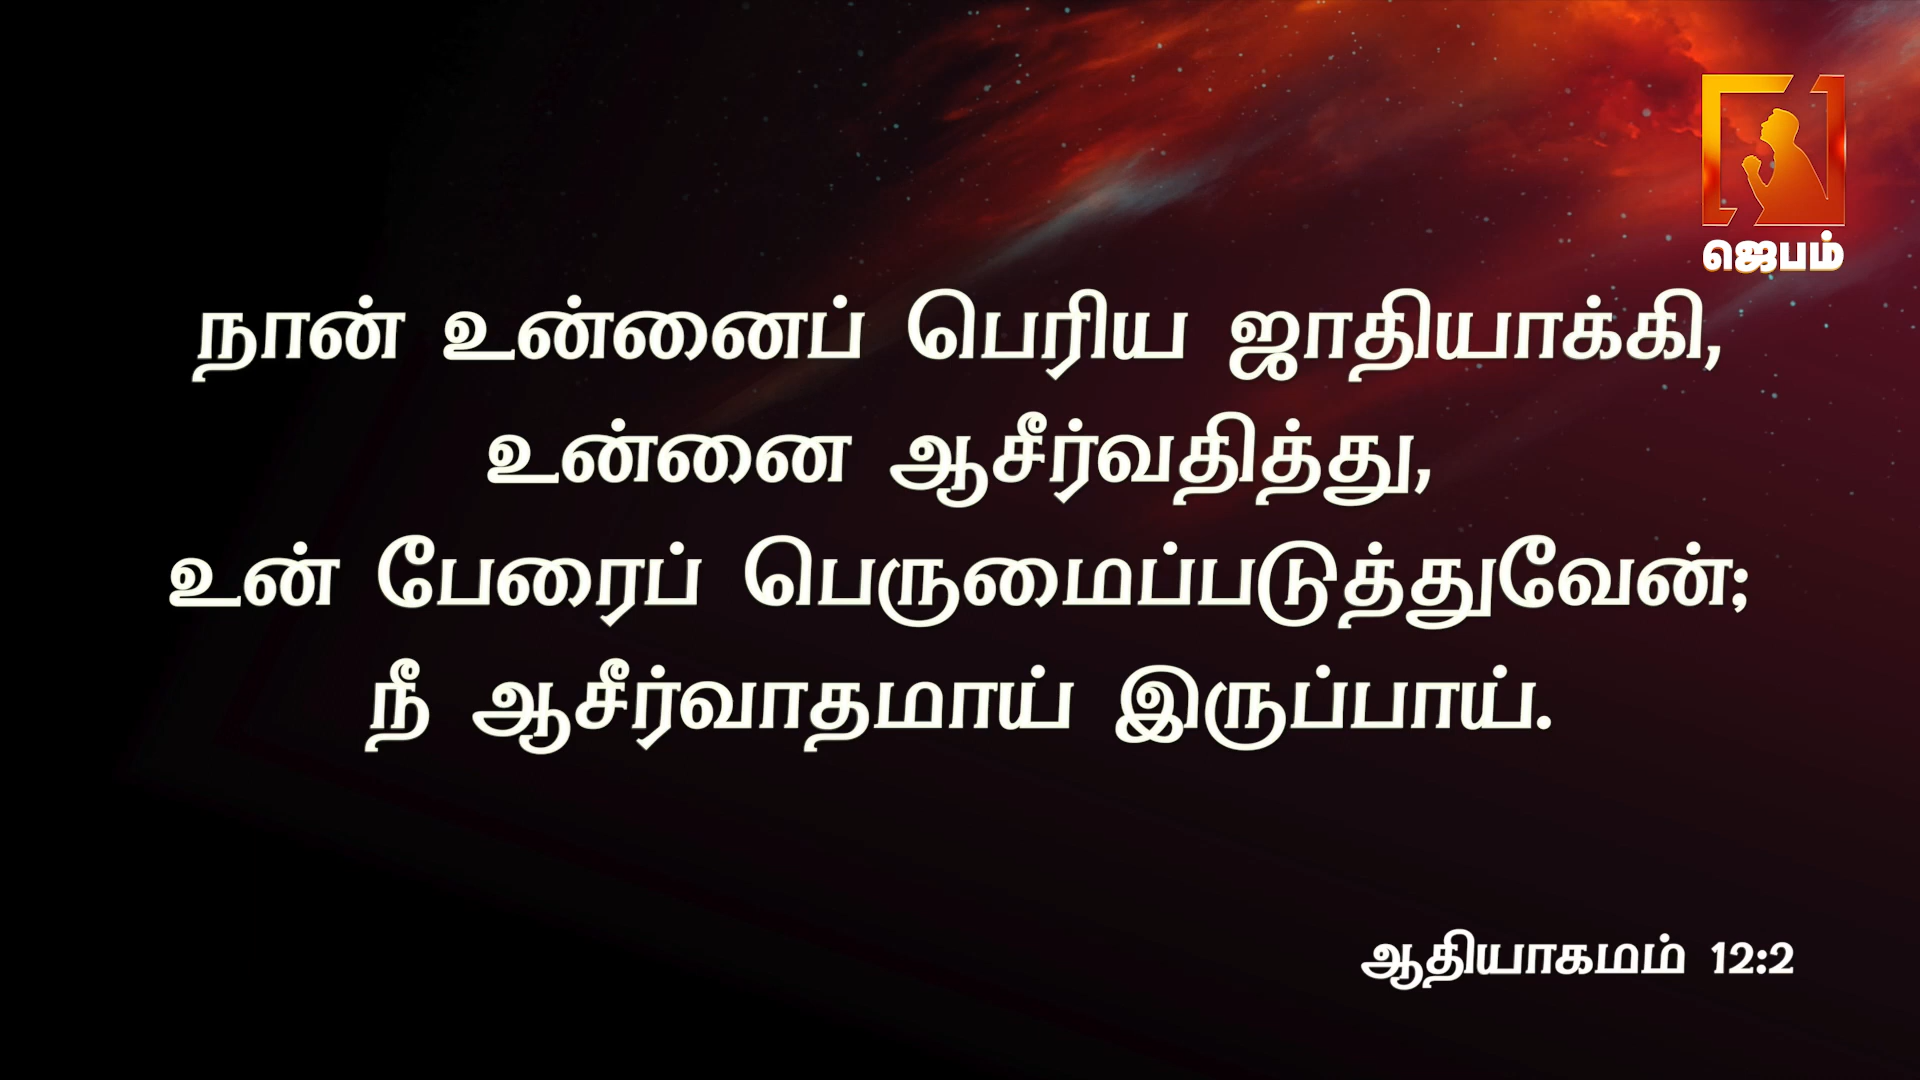 ஜெபம்
நான் உன்னைப் பெரிய ஜாதியாக்கி,
உன்னை ஆசீர்வதித்து,
உன் பேரைப் பெருமைப்படுத்துவேன்;
நீ ஆசீர்வாதமாய் இருப்பாய்.
ஆதியாகமம் 12:2